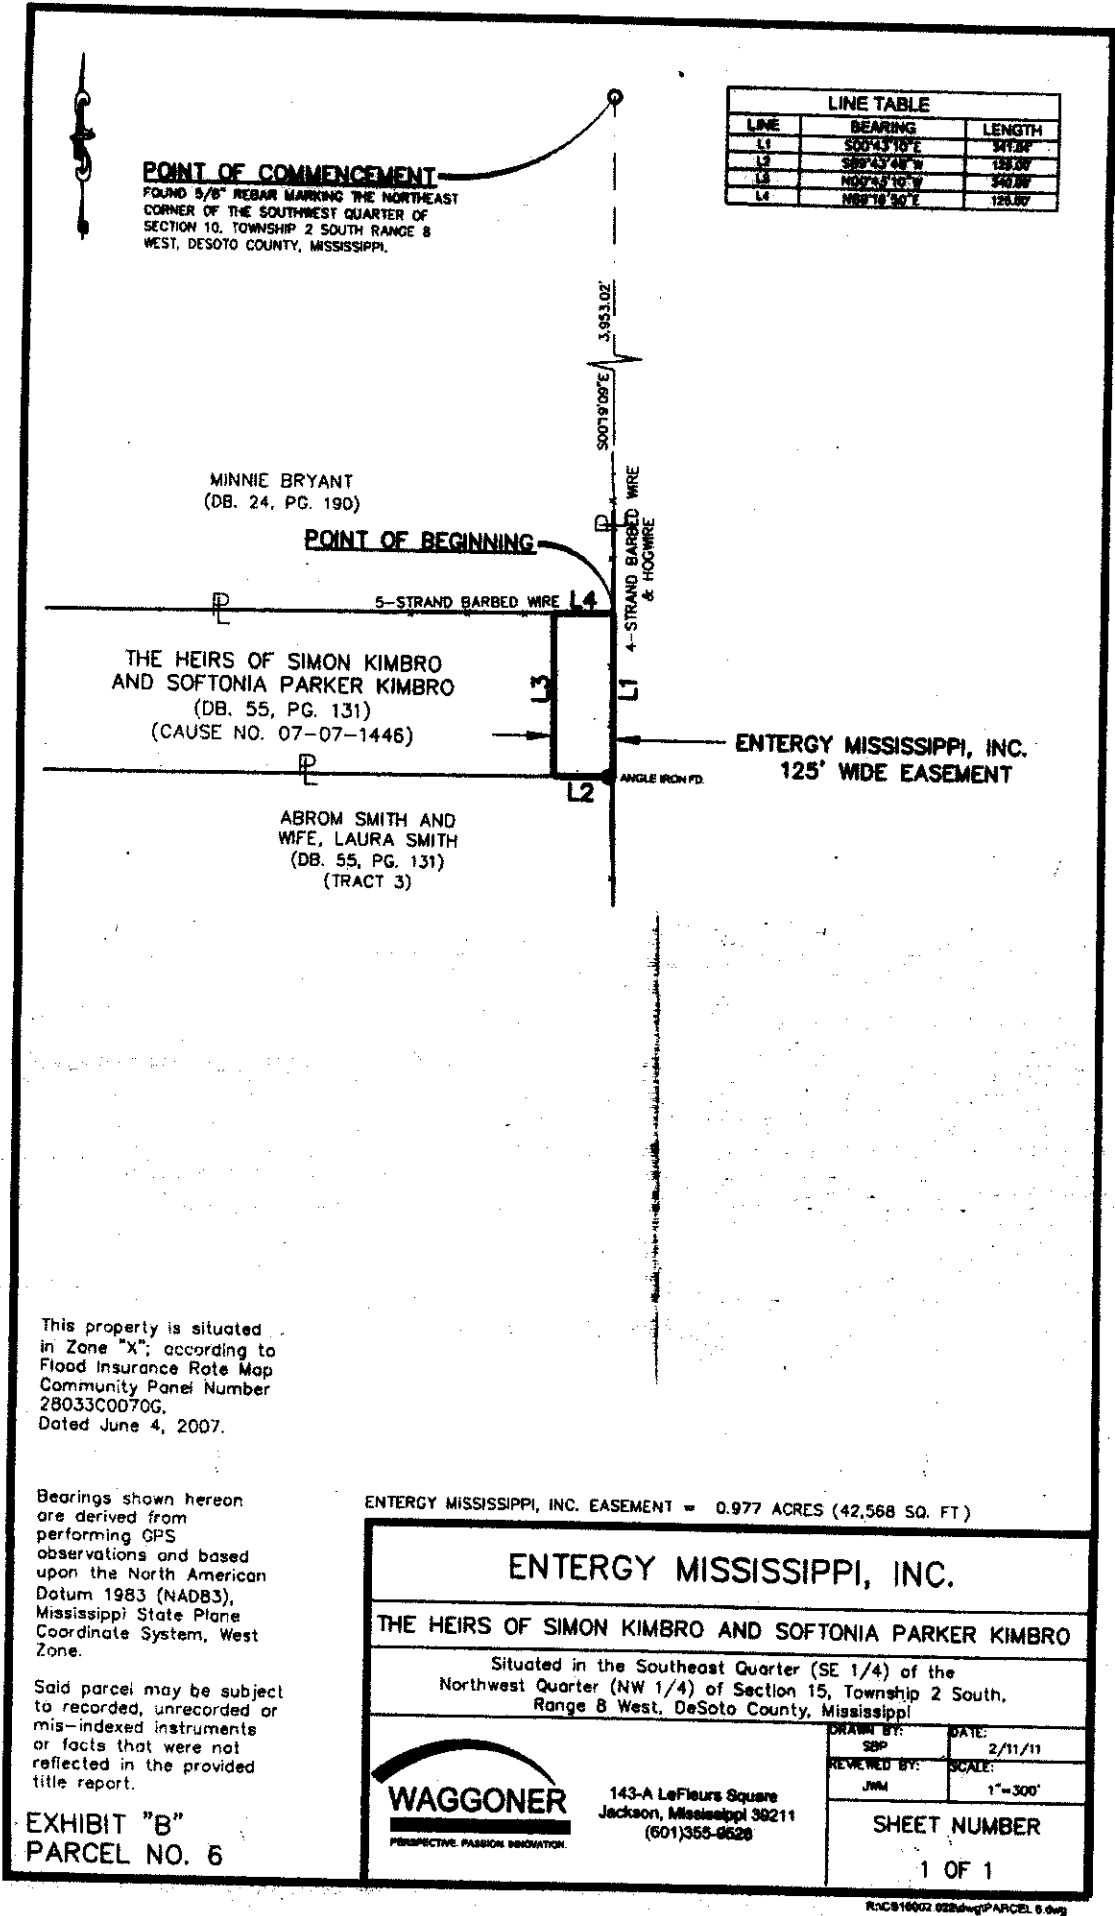 LINE TABLE
LINE BEARING LENGTH
L1 S00°43'10"E
L2
L3 N00°43'10"W
L4 125.00'
POINT OF COMMENCEMENT
FOUND 5/8" REBAR MARKING THE NORTHEAST
CORNER OF THE SOUTHWEST QUARTER OF
SECTION 10, TOWNSHIP 2 SOUTH RANGE 8
WEST, DESOTO COUNTY, MISSISSIPPI.
S00°19'09"E 3,953.02'
MINNIE BRYANT
(DB. 24, PG. 190)
POINT OF BEGINNING
4-STRAND BARBED WIRE
& HOGWIRE
PL
PL
5-STRAND BARBED WIRE L4
THE HEIRS OF SIMON KIMBRO
AND SOFTONIA PARKER KIMBRO
(DB. 55, PG. 131)
(CAUSE NO. 07-07-1446)
L3
L1
ENTERGY MISSISSIPPI, INC.
125' WIDE EASEMENT
PL
ANGLE IRON FD.
L2
ABROM SMITH AND
WIFE, LAURA SMITH
(DB. 55, PG. 131)
(TRACT 3)
This property is situated
in Zone "X"; according to
Flood Insurance Rate Map
Community Panel Number
28033C0070G,
Dated June 4, 2007.
Bearings shown hereon
are derived from
performing GPS
observations and based
upon the North American
Datum 1983 (NAD83),
Mississippi State Plane
Coordinate System, West
Zone.
Said parcel may be subject
to recorded, unrecorded or
mis-indexed instruments
or facts that were not
reflected in the provided
title report.
EXHIBIT "B"
PARCEL NO. 6
ENTERGY MISSISSIPPI, INC. EASEMENT = 0.977 ACRES (42,568 SQ. FT)
ENTERGY MISSISSIPPI, INC.
THE HEIRS OF SIMON KIMBRO AND SOFTONIA PARKER KIMBRO
Situated in the Southeast Quarter (SE 1/4) of the
Northwest Quarter (NW 1/4) of Section 15, Township 2 South,
Range 8 West, DeSoto County, Mississippi
WAGGONER
PERSPECTIVE. PASSION. INNOVATION.
143-A LeFleurs Square
Jackson, Mississippi 39211
(601)355-9526
DRAWN BY:
SBP
DATE:
2/11/11
REVIEWED BY:
JWM
SCALE:
1"=300'
SHEET NUMBER
1 OF 1